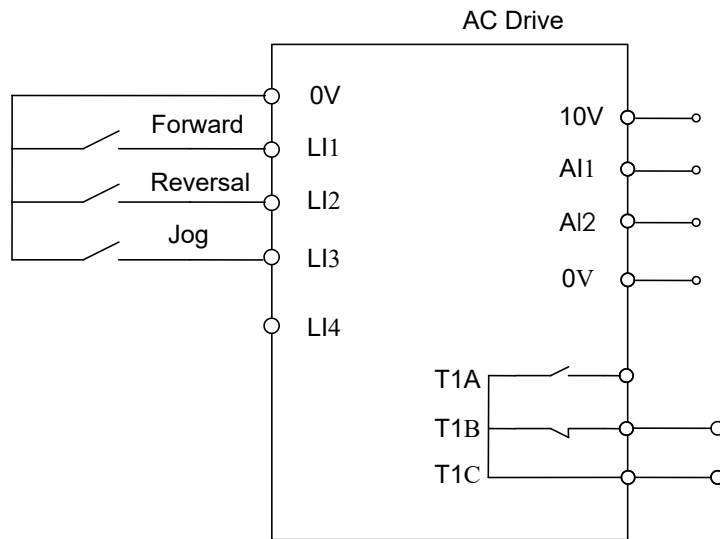 AC Drive
0V
Forward
LI1
Reversal
LI2
Jog
LI3
LI4
10V
AI1
AI2
0V
T1A
T1B
T1C